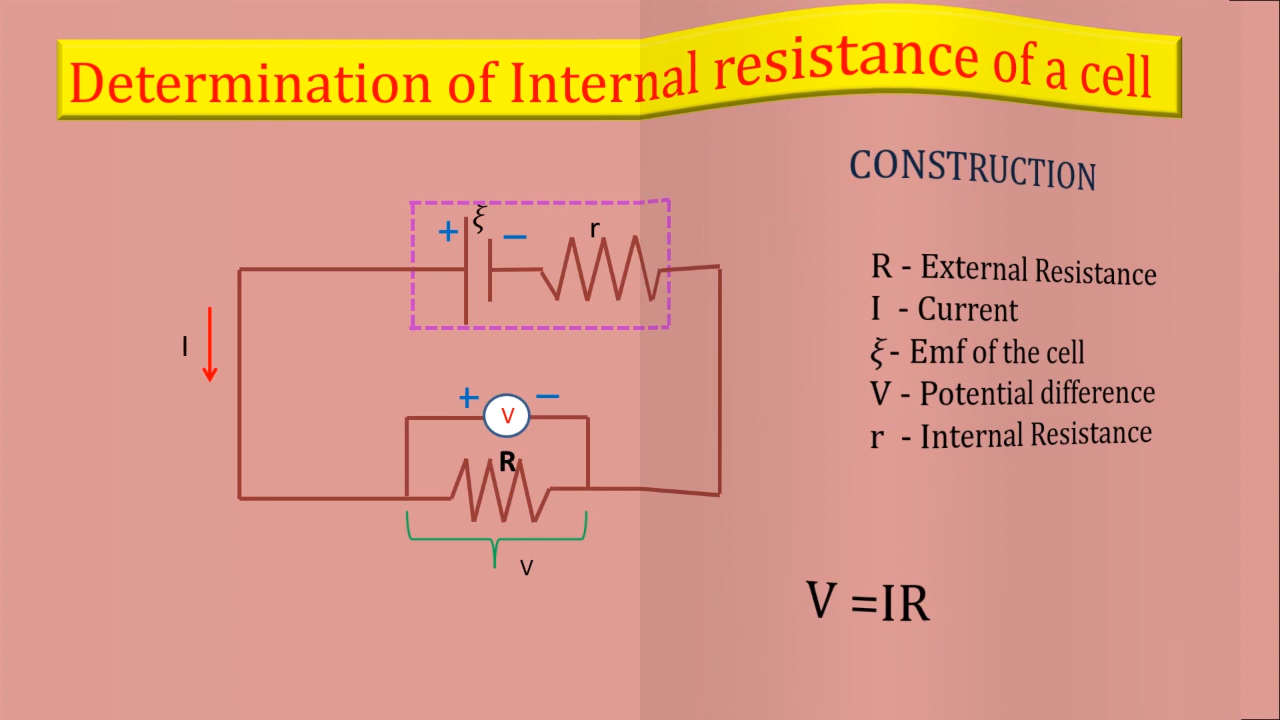 Determination of Internal resistance of a cell
CONSTRUCTION
+ ξ − r
R - External Resistance
I - Current
I
ξ - Emf of the cell
+ V −
V - Potential difference
r - Internal Resistance
R
V
V =IR